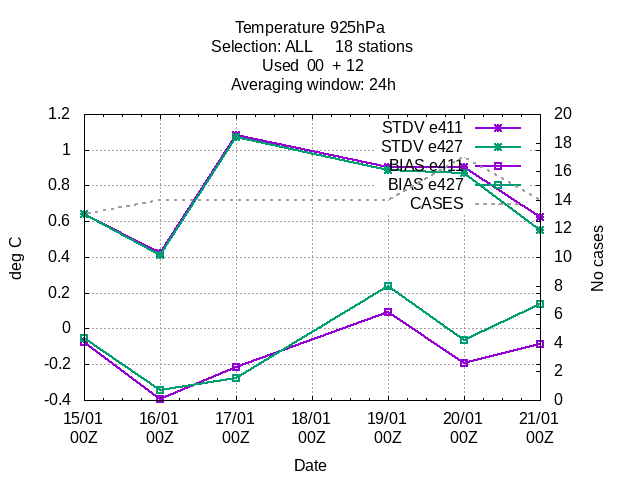 Temperature 925hPa
Selection: ALL     18 stations
Used  00  + 12
Averaging window: 24h
1.2
1
0.8
0.6
0.4
0.2
0
-0.2
-0.4
deg C
20
18
16
14
12
10
8
6
4
2
0
No cases
STDV e411
STDV e427
BIAS e411
BIAS e427
CASES
15/01 16/01 17/01 18/01 19/01 20/01 21/01
00Z 00Z 00Z 00Z 00Z 00Z 00Z
Date